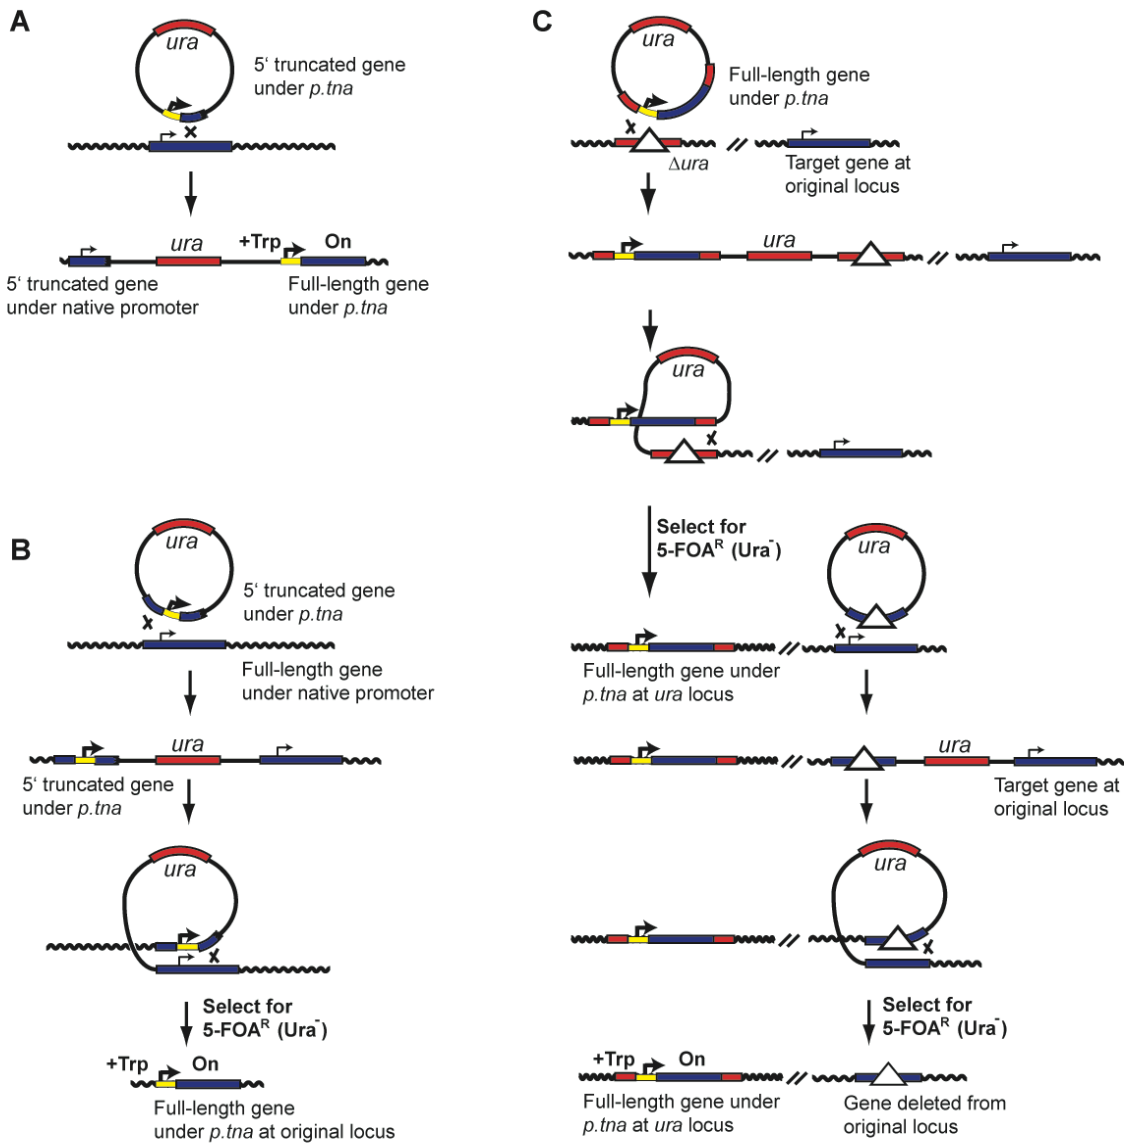 A
ura
5‘ truncated gene
under p.tna
ura
+Trp
On
5‘ truncated gene
under native promoter
Full-length gene
under p.tna
B
ura
5‘ truncated gene
under p.tna
Full-length gene
under native promoter
ura
5‘ truncated gene
under p.tna
ura
Select for
5-FOAᴿ (Ura⁻)
+Trp
On
Full-length gene
under p.tna at original locus
C
ura
Full-length gene
under p.tna
Δura
Target gene at
original locus
ura
ura
Select for
5-FOAᴿ (Ura⁻)
ura
Full-length gene under
p.tna at ura locus
ura
Target gene at
original locus
ura
Select for
5-FOAᴿ (Ura⁻)
+Trp
On
Full-length gene under
p.tna at ura locus
Gene deleted from
original locus